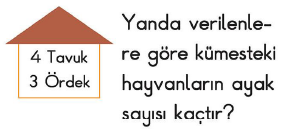 4 Tavuk
3 Ördek
Yanda verilenle-
re göre kümesteki
hayvanların ayak
sayısı kaçtır?